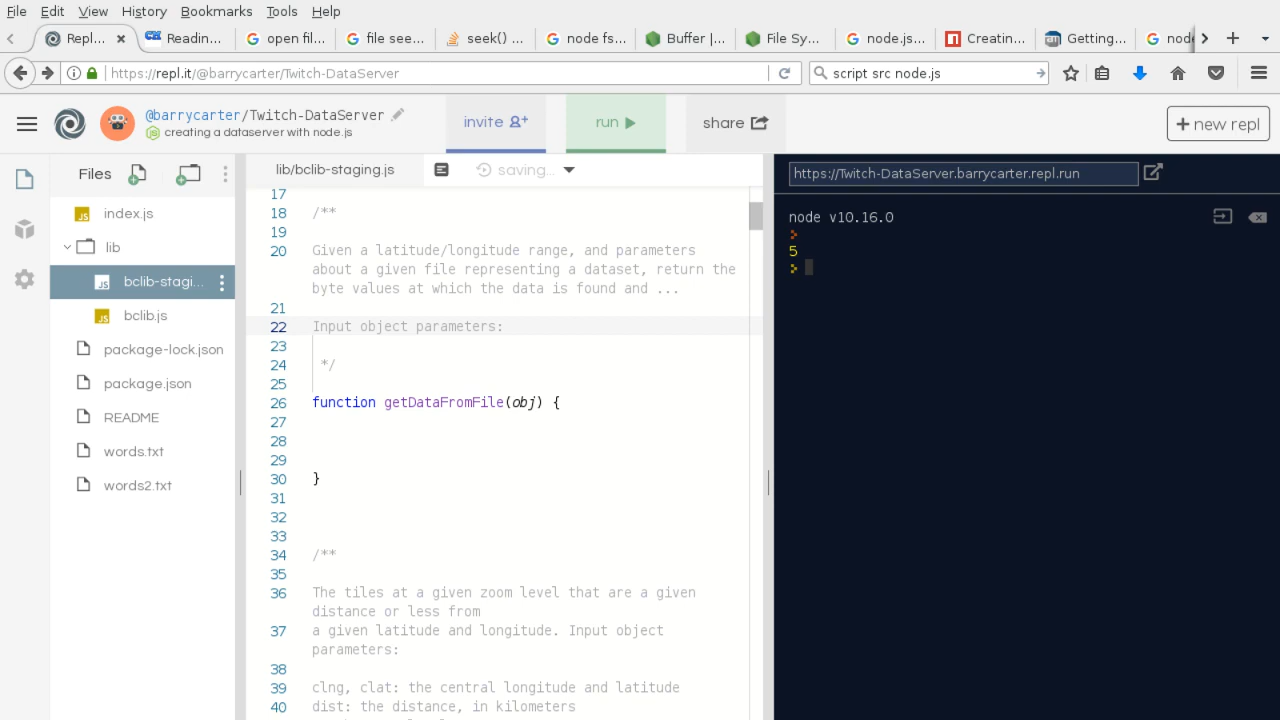 File Edit View History Bookmarks Tools Help
Repl... Readin... open fil... file see... seek() ... node fs... Buffer |... File Sy... node.js... Creatin... Getting...
https://repl.it/@barrycarter/Twitch-DataServer
script src node.js
@barrycarter/Twitch-DataServer
creating a dataserver with node.js
invite
run
share
+ new repl
Files
index.js
lib
bclib-stagi...
bclib.js
package-lock.json
package.json
README
words.txt
words2.txt
lib/bclib-staging.js
saving...
17
18 /**
19
20 Given a latitude/longitude range, and parameters
about a given file representing a dataset, return the
byte values at which the data is found and ...
21
22 Input object parameters:
23
24 */
25
26 function getDataFromFile(obj) {
27
28
29
30 }
31
32
33
34 /**
35
36 The tiles at a given zoom level that are a given
distance or less from
37 a given latitude and longitude. Input object
parameters:
38
39 clng, clat: the central longitude and latitude
40 dist: the distance, in kilometers
https://Twitch-DataServer.barrycarter.repl.run
node v10.16.0
>
5
>